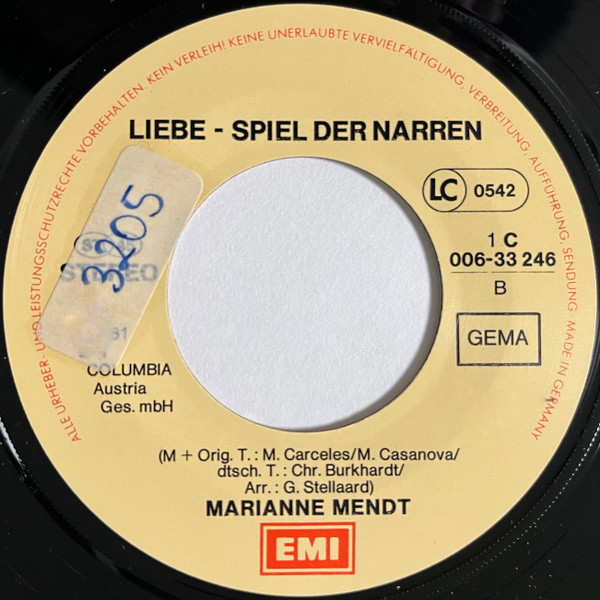 ALLE URHEBER- UND LEISTUNGSSCHUTZRECHTE VORBEHALTEN. KEIN VERLEIH! KEINE UNERLAUBTE VERVIELFÄLTIGUNG, VERBREITUNG, AUFFÜHRUNG, SENDUNG MADE IN GERMANY
LIEBE - SPIEL DER NARREN
LC 0542
3205
STEREO
1 C
006-33 246
B
GEMA
81
COLUMBIA
Austria
Ges. mbH
(M + Orig. T.: M. Carceles/M. Casanova/
dtsch. T.: Chr. Burkhardt/
Arr.: G. Stellaard)
MARIANNE MENDT
EMI